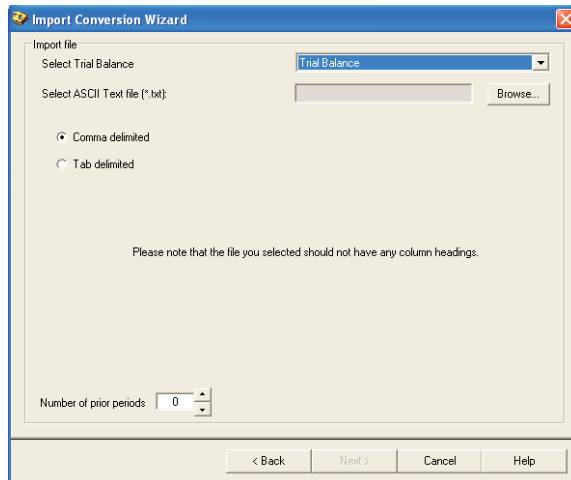 Import Conversion Wizard
Import file
Select Trial Balance
Trial Balance
Select ASCII Text file (*.txt):
Browse...
Comma delimited
Tab delimited
Please note that the file you selected should not have any column headings.
Number of prior periods
0
< Back
Next >
Cancel
Help